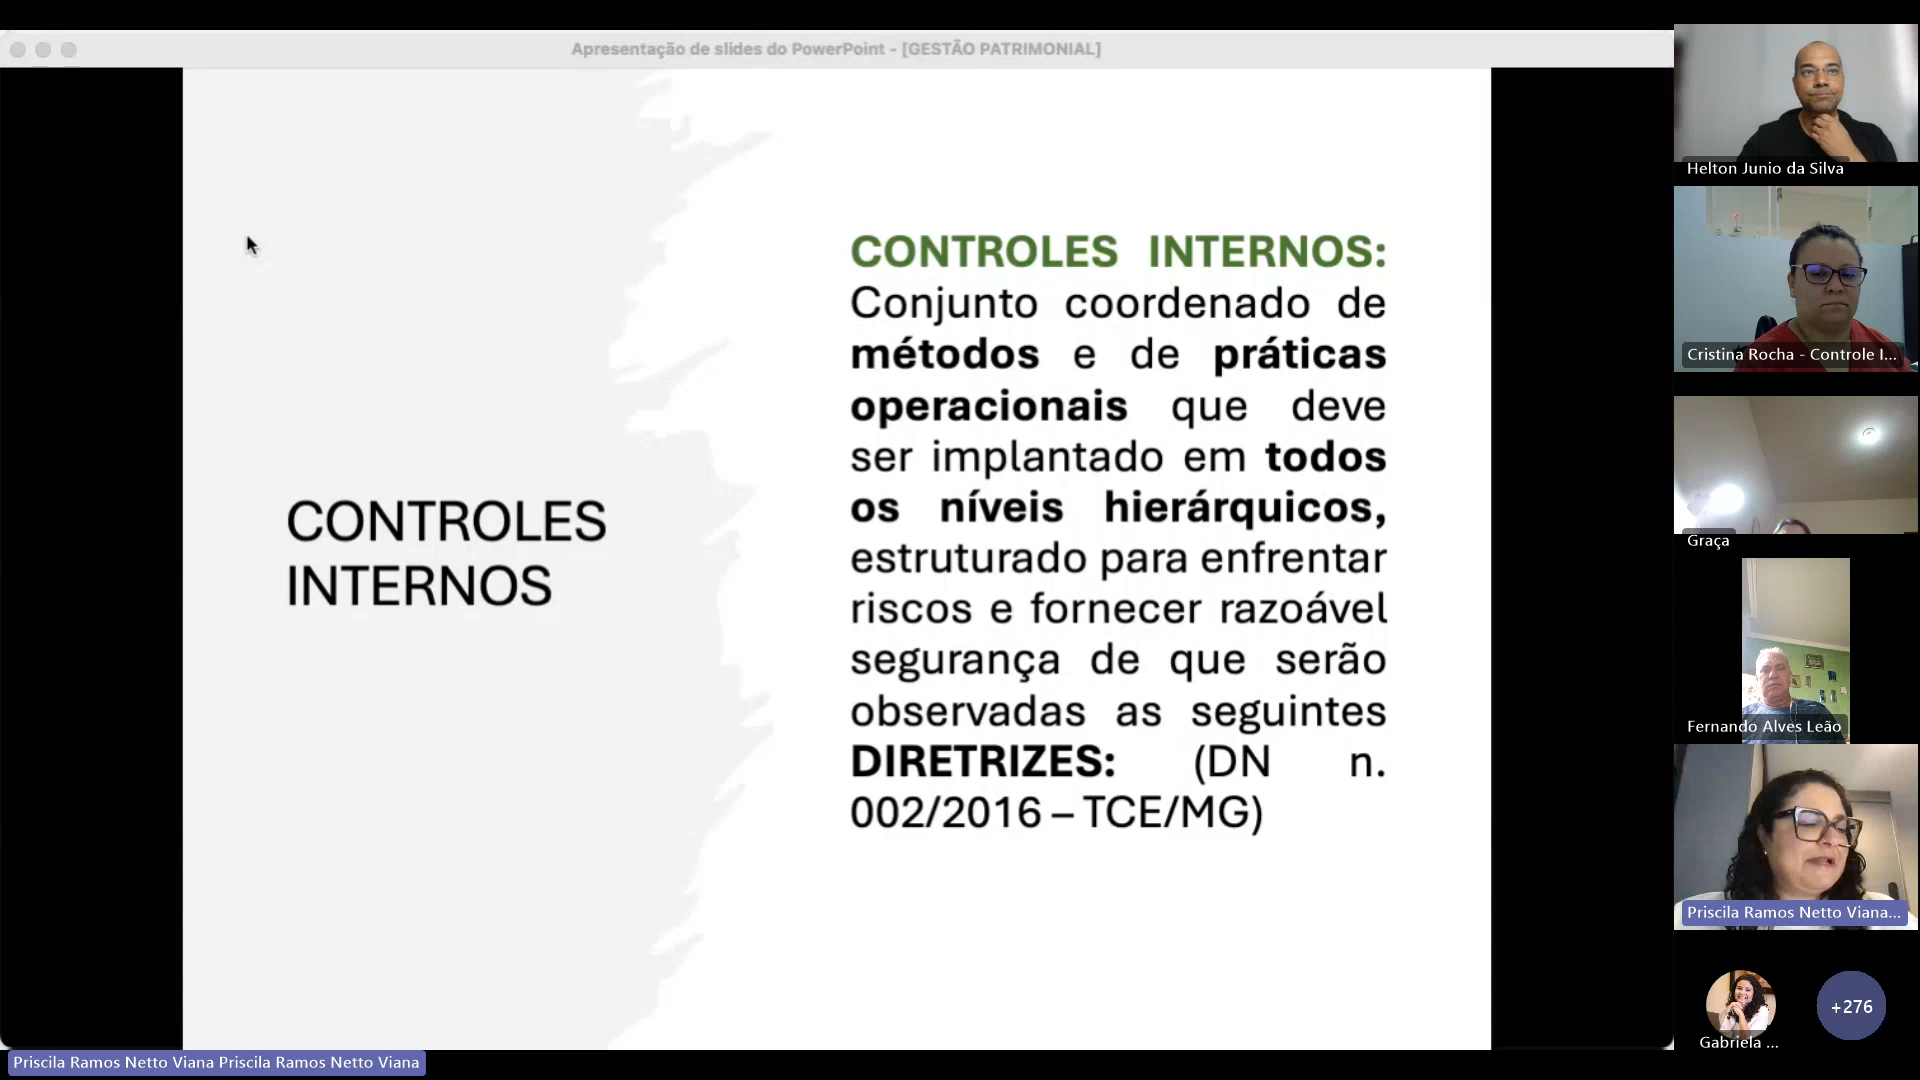 Apresentação de slides do PowerPoint - [GESTÃO PATRIMONIAL]
CONTROLES
INTERNOS
CONTROLES INTERNOS:
Conjunto coordenado de
métodos e de práticas
operacionais que deve
ser implantado em todos
os níveis hierárquicos,
estruturado para enfrentar
riscos e fornecer razoável
segurança de que serão
observadas as seguintes
DIRETRIZES: (DN n.
002/2016 – TCE/MG)
Helton Junio da Silva
Cristina Rocha - Controle I...
Graça
Fernando Alves Leão
Priscila Ramos Netto Viana...
Gabriela ...
+276
Priscila Ramos Netto Viana Priscila Ramos Netto Viana